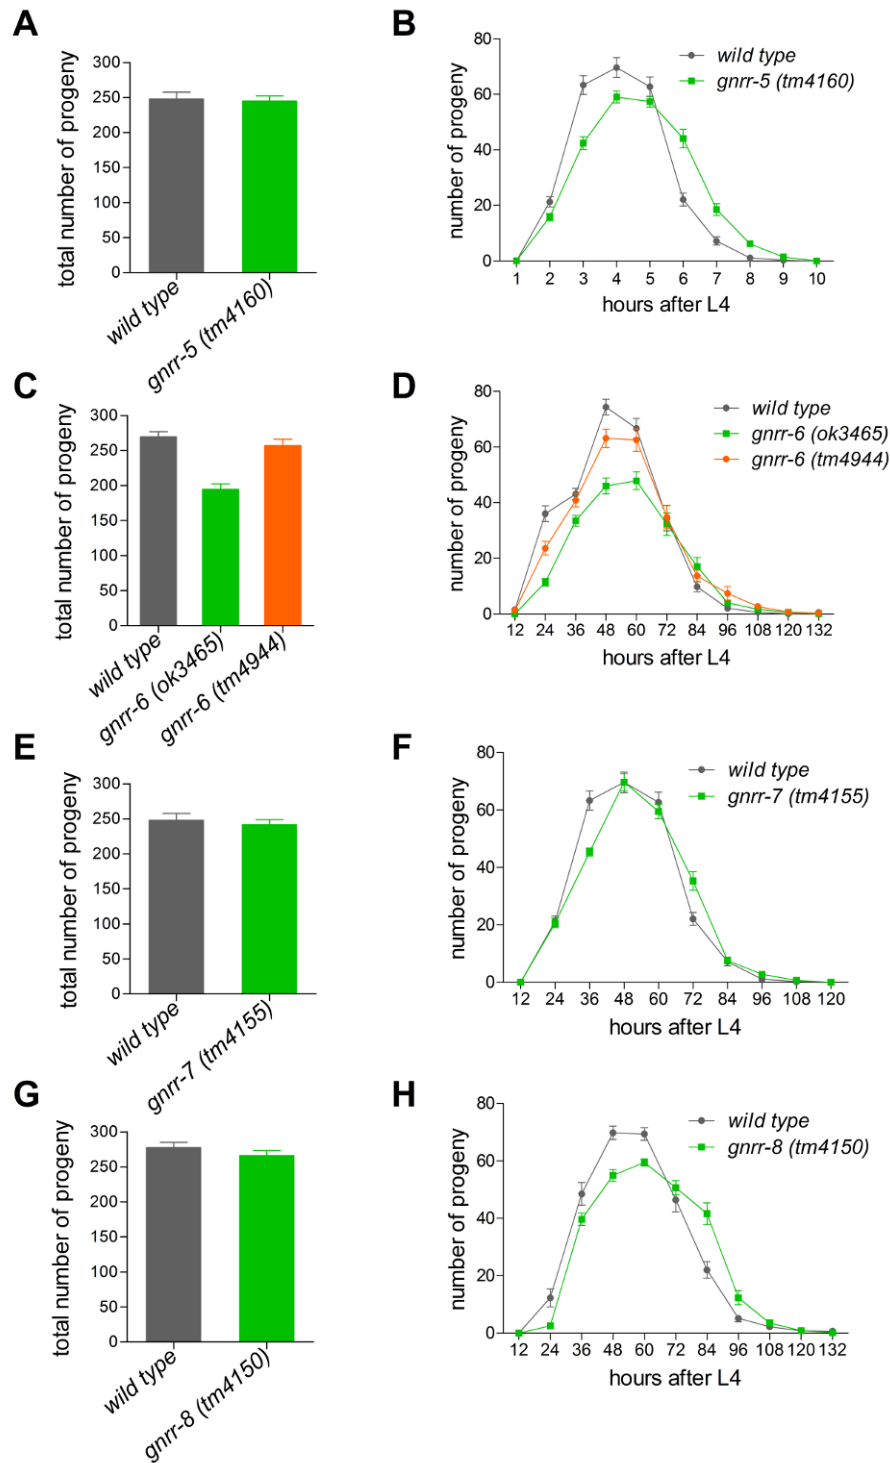 A
total number of progeny
300
250
200
150
100
50
0
wild type
gnrr-5 (tm4160)
B
number of progeny
80
60
40
20
0
wild type
gnrr-5 (tm4160)
1 2 3 4 5 6 7 8 9 10
hours after L4
C
total number of progeny
300
250
200
150
100
50
0
wild type
gnrr-6 (ok3465)
gnrr-6 (tm4944)
D
number of progeny
80
60
40
20
0
wild type
gnrr-6 (ok3465)
gnrr-6 (tm4944)
12 24 36 48 60 72 84 96 108 120 132
hours after L4
E
total number of progeny
300
250
200
150
100
50
0
wild type
gnrr-7 (tm4155)
F
number of progeny
80
60
40
20
0
wild type
gnrr-7 (tm4155)
12 24 36 48 60 72 84 96 108 120
hours after L4
G
total number of progeny
300
250
200
150
100
50
0
wild type
gnrr-8 (tm4150)
H
number of progeny
80
60
40
20
0
wild type
gnrr-8 (tm4150)
12 24 36 48 60 72 84 96 108 120 132
hours after L4